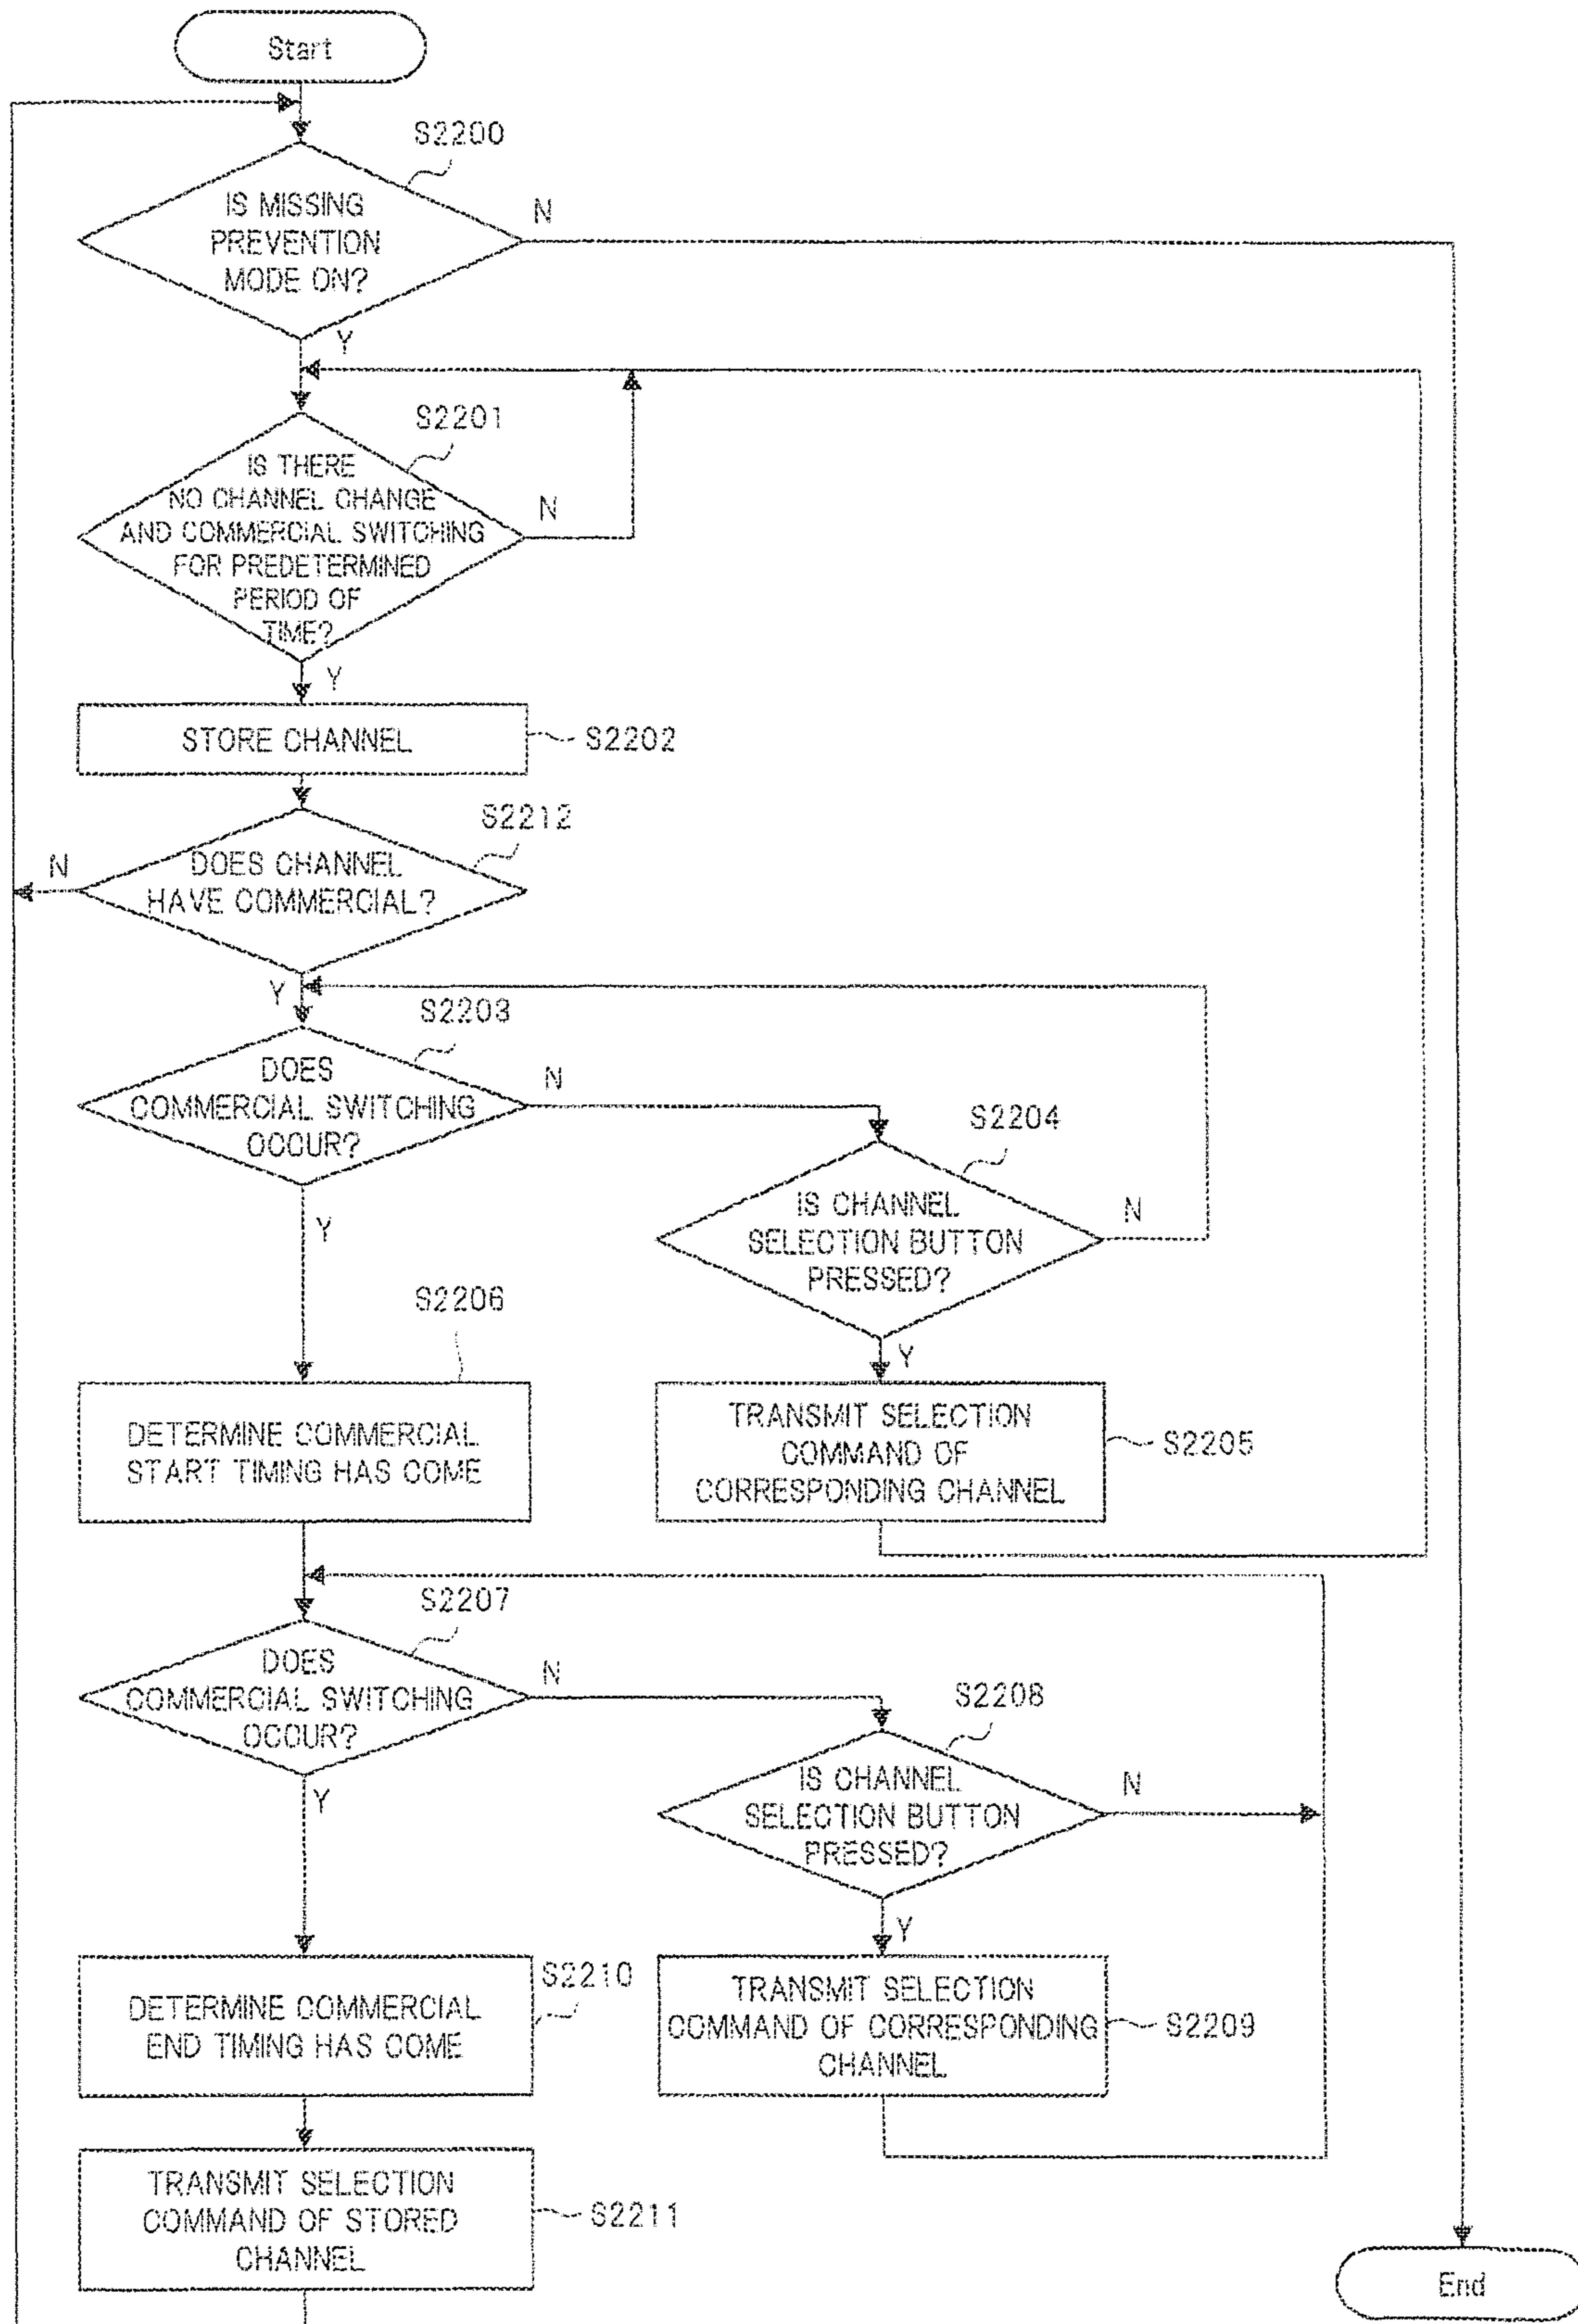 Start
S2200
IS MISSING
PREVENTION
MODE ON?
N
Y
S2201
IS THERE
NO CHANNEL CHANGE
AND COMMERCIAL SWITCHING
FOR PREDETERMINED
PERIOD OF
TIME?
N
Y
STORE CHANNEL
S2202
S2212
DOES CHANNEL
HAVE COMMERCIAL?
N
Y
S2203
DOES
COMMERCIAL SWITCHING
OCCUR?
N
Y
S2204
IS CHANNEL
SELECTION BUTTON
PRESSED?
N
Y
S2206
DETERMINE COMMERCIAL
START TIMING HAS COME
TRANSMIT SELECTION
COMMAND OF
CORRESPONDING CHANNEL
S2205
S2207
DOES
COMMERCIAL SWITCHING
OCCUR?
N
Y
S2208
IS CHANNEL
SELECTION BUTTON
PRESSED?
N
Y
S2210
DETERMINE COMMERCIAL
END TIMING HAS COME
TRANSMIT SELECTION
COMMAND OF CORRESPONDING
CHANNEL
S2209
TRANSMIT SELECTION
COMMAND OF STORED
CHANNEL
S2211
End